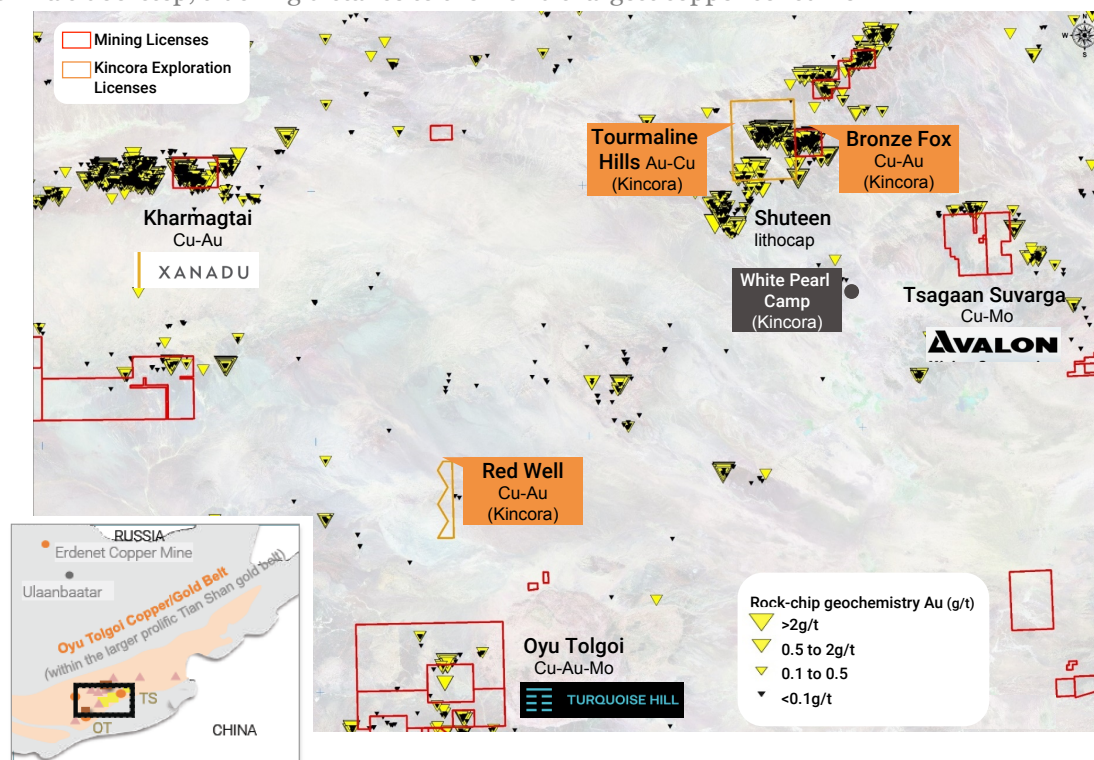 Mining Licenses
Kincora Exploration
Licenses
N
W
S
Tourmaline
Hills Au-Cu
(Kincora)
Bronze Fox
Cu-Au
(Kincora)
Kharmagtai
Cu-Au
XANADU
Shuteen
lithocap
White Pearl
Camp
(Kincora)
Tsagaan Suvarga
Cu-Mo
AVALON
Red Well
Cu-Au
(Kincora)
RUSSIA
Erdenet Copper Mine
Ulaanbaatar
Oyu Tolgoi Copper/Gold Belt
(within the larger prolific Tian Shan gold belt)
TS
OT
CHINA
Oyu Tolgoi
Cu-Au-Mo
TURQUOISE HILL
Rock-chip geochemistry Au (g/t)
>2g/t
0.5 to 2g/t
0.1 to 0.5
<0.1g/t